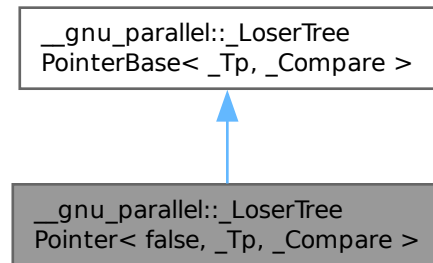 __gnu_parallel::_LoserTree
PointerBase< _Tp, _Compare >
__gnu_parallel::_LoserTree
Pointer< false, _Tp, _Compare >